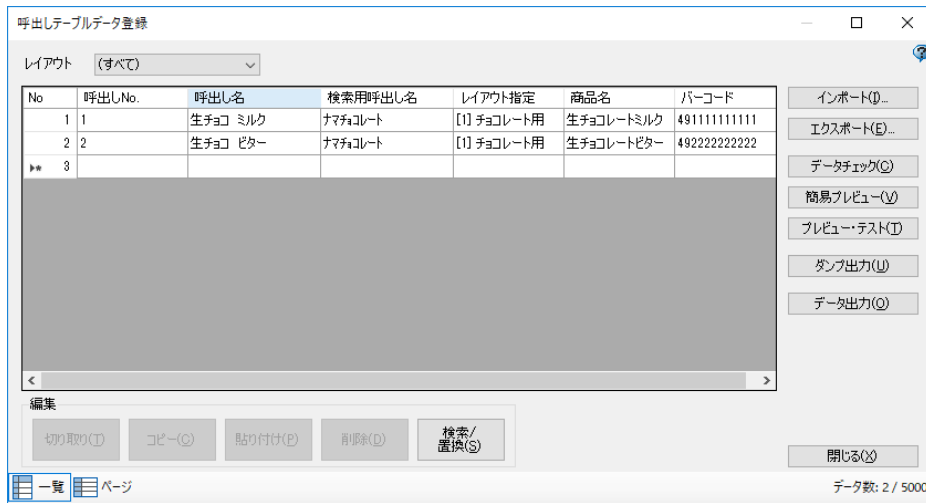 呼出しテーブルデータ登録
レイアウト (すべて)
No 呼出しNo. 呼出し名 検索用呼出し名 レイアウト指定 商品名 バーコード
1 1 生チョコ ミルク ナマチョコレート [1] チョコレート用 生チョコレートミルク 491111111111
2 2 生チョコ ビター ナマチョコレート [1] チョコレート用 生チョコレートビター 492222222222
3
インポート(I)...
エクスポート(E)...
データチェック(C)
簡易プレビュー(V)
プレビュー・テスト(T)
ダンプ出力(U)
データ出力(O)
編集
切り取り(T) コピー(C) 貼り付け(P) 削除(D) 検索/
置換(S)
閉じる(X)
一覧 ページ データ数: 2 / 5000